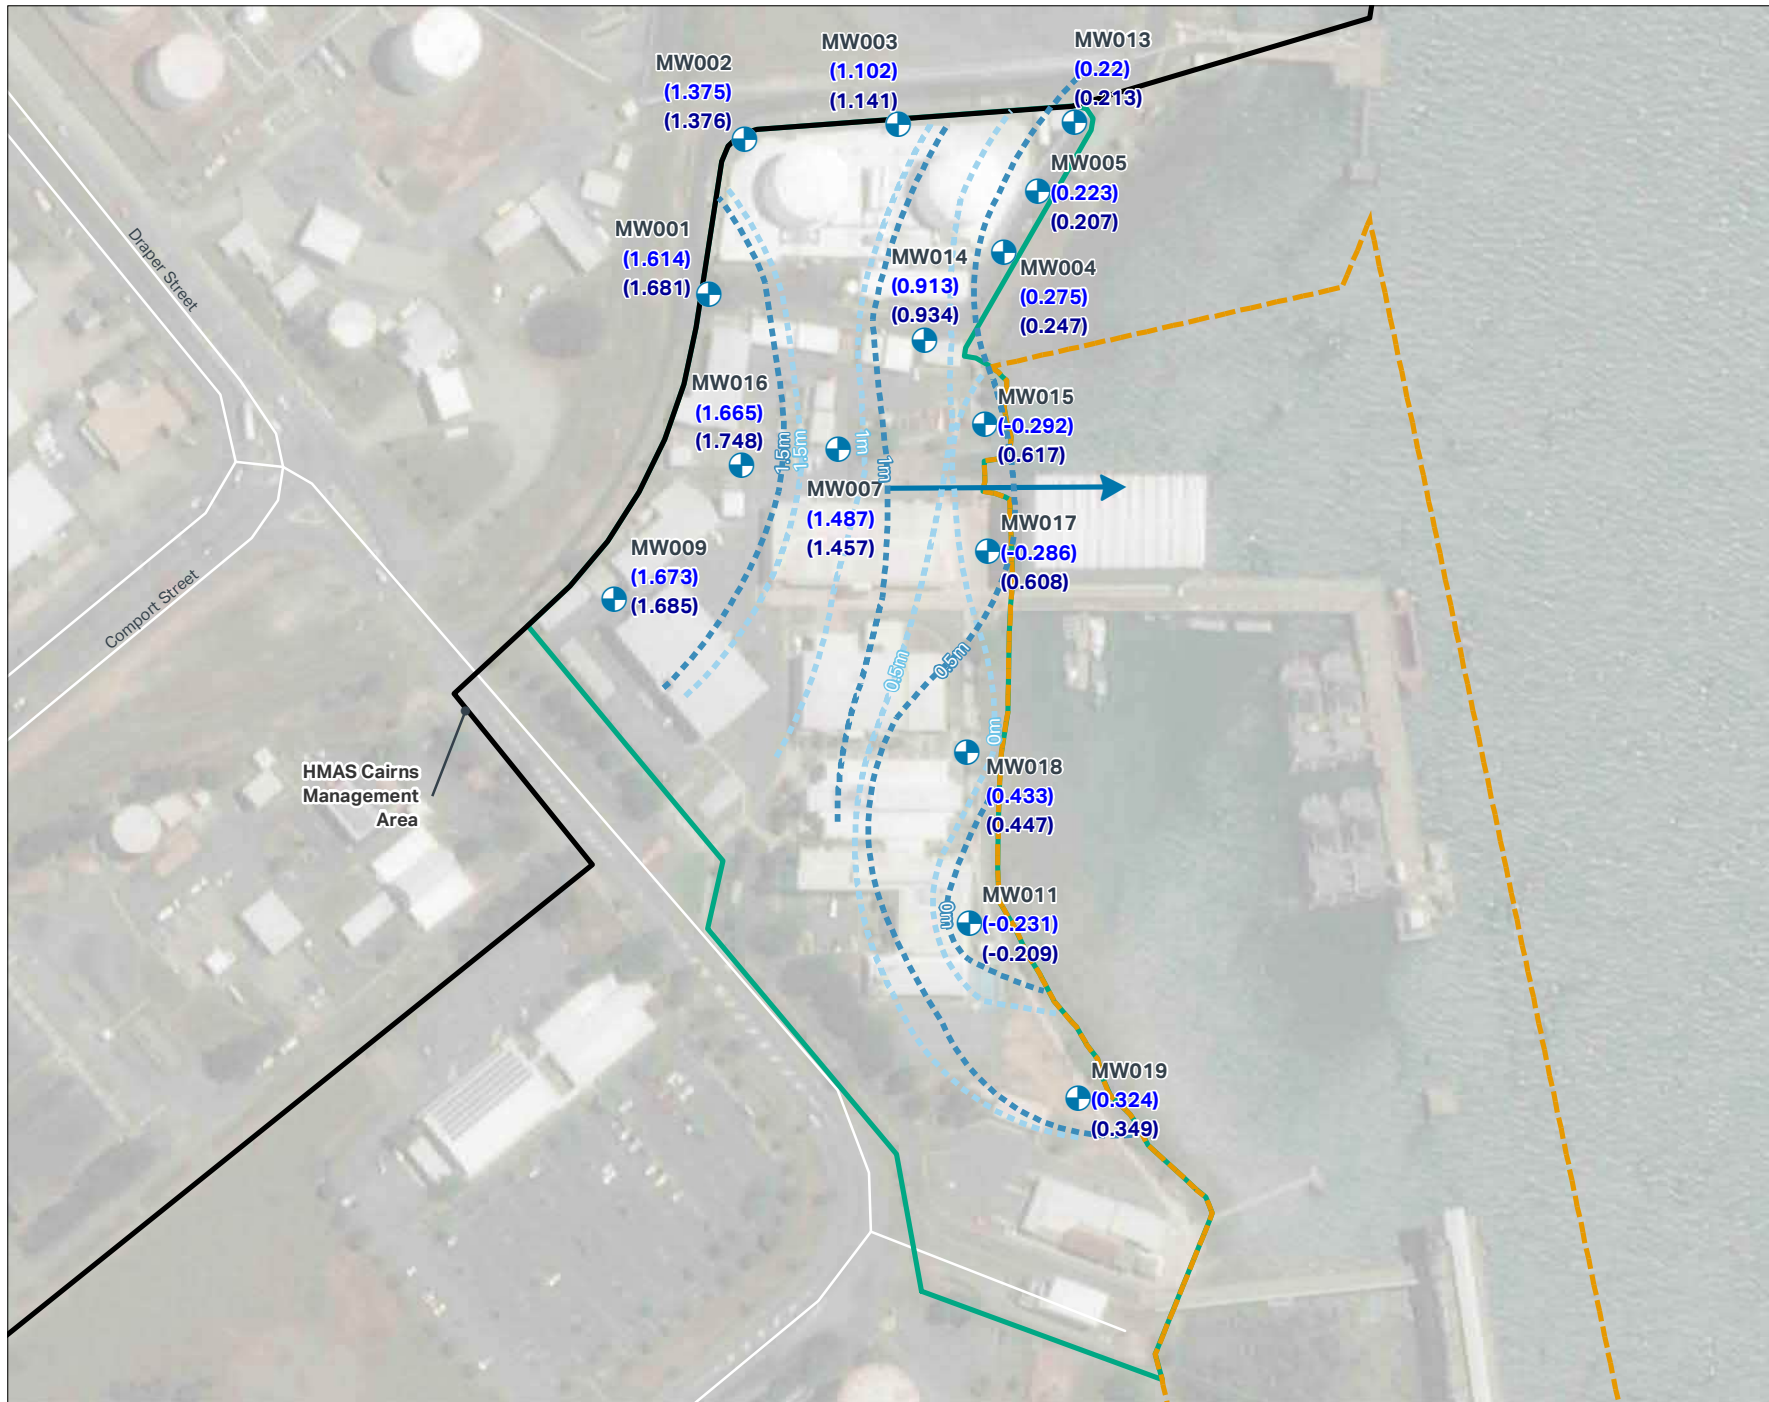 MW002
(1.375)
(1.376)
MW003
(1.102)
(1.141)
MW013
(0.22)
(0.213)
MW005
(0.223)
(0.207)
MW001
(1.614)
(1.681)
MW014
(0.913)
(0.934)
MW004
(0.275)
(0.247)
Draper Street
MW016
(1.665)
(1.748)
MW015
(-0.292)
(0.617)
1.5m
1.5m
1m
1m
MW007
(1.487)
(1.457)
MW017
(-0.286)
(0.608)
MW009
(1.673)
(1.685)
Comport Street
0.5m
0.5m
0m
HMAS Cairns
Management
Area
MW018
(0.433)
(0.447)
0m
MW011
(-0.231)
(-0.209)
MW019
(0.324)
(0.349)